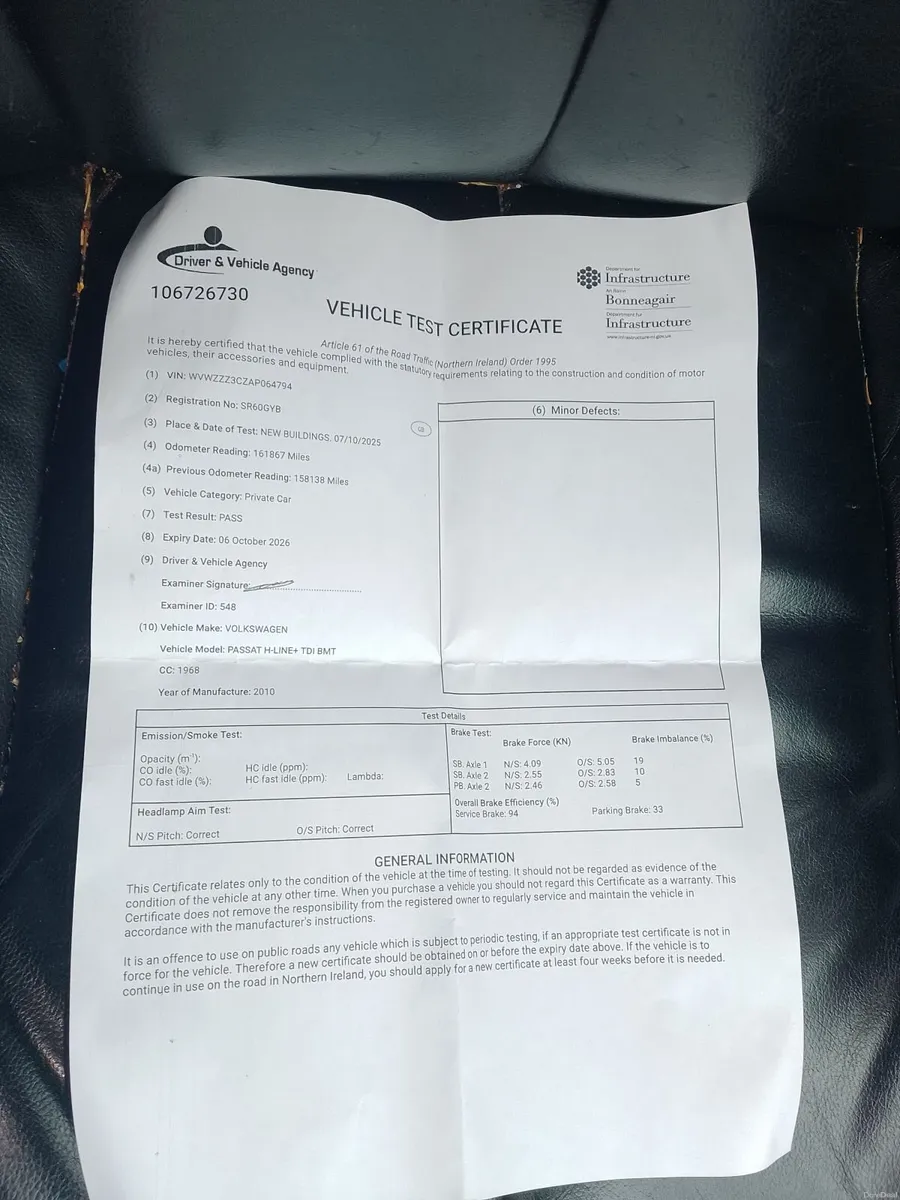 Driver & Vehicle Agency
106726730
Department for
Infrastructure
An Roinn
Bonneagair
Depairtment fur
Infrastructure
www.infrastructure-ni.gov.uk
VEHICLE TEST CERTIFICATE
Article 61 of the Road Traffic (Northern Ireland) Order 1995
It is hereby certified that the vehicle complied with the statutory requirements relating to the construction and condition of motor
vehicles, their accessories and equipment.
(1) VIN: WVWZZZ3CZAP064794
(2) Registration No: SR60GYB
(3) Place & Date of Test: NEW BUILDINGS, 07/10/2025
(4) Odometer Reading: 161867 Miles
(4a) Previous Odometer Reading: 158138 Miles
(5) Vehicle Category: Private Car
(7) Test Result: PASS
(8) Expiry Date: 06 October 2026
(9) Driver & Vehicle Agency
Examiner Signature:
Examiner ID: 548
(10) Vehicle Make: VOLKSWAGEN
Vehicle Model: PASSAT H-LINE+ TDI BMT
CC: 1968
Year of Manufacture: 2010
GB
(6) Minor Defects:
Test Details
Emission/Smoke Test:
Opacity (m⁻¹):
CO idle (%): HC idle (ppm):
CO fast idle (%): HC fast idle (ppm): Lambda:
Headlamp Aim Test:
N/S Pitch: Correct O/S Pitch: Correct
Brake Test:
Brake Force (KN) Brake Imbalance (%)
SB. Axle 1 N/S: 4.09 O/S: 5.05 19
SB. Axle 2 N/S: 2.55 O/S: 2.83 10
PB. Axle 2 N/S: 2.46 O/S: 2.58 5
Overall Brake Efficiency (%)
Service Brake: 94 Parking Brake: 33
GENERAL INFORMATION
This Certificate relates only to the condition of the vehicle at the time of testing. It should not be regarded as evidence of the
condition of the vehicle at any other time. When you purchase a vehicle you should not regard this Certificate as a warranty. This
Certificate does not remove the responsibility from the registered owner to regularly service and maintain the vehicle in
accordance with the manufacturer's instructions.
It is an offence to use on public roads any vehicle which is subject to periodic testing, if an appropriate test certificate is not in
force for the vehicle. Therefore a new certificate should be obtained on or before the expiry date above. If the vehicle is to
continue in use on the road in Northern Ireland, you should apply for a new certificate at least four weeks before it is needed.
DoneDeal